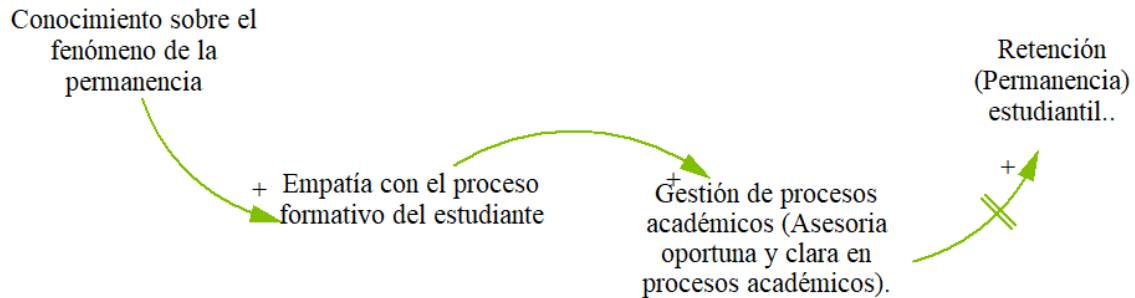 Conocimiento sobre el
fenómeno de la
permanencia
+
Empatía con el proceso
formativo del estudiante
+
Gestión de procesos
académicos (Asesoria
oportuna y clara en
procesos académicos).
+
Retención
(Permanencia)
estudiantil..